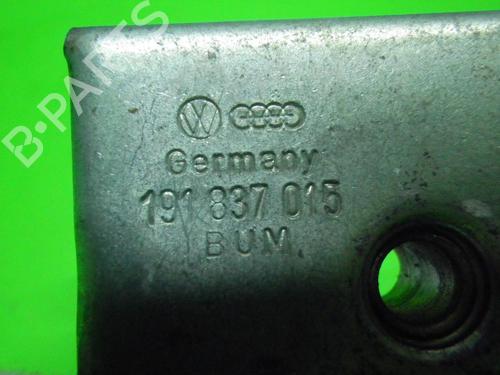 B-PARTS
Germany
191 837 015
BUM